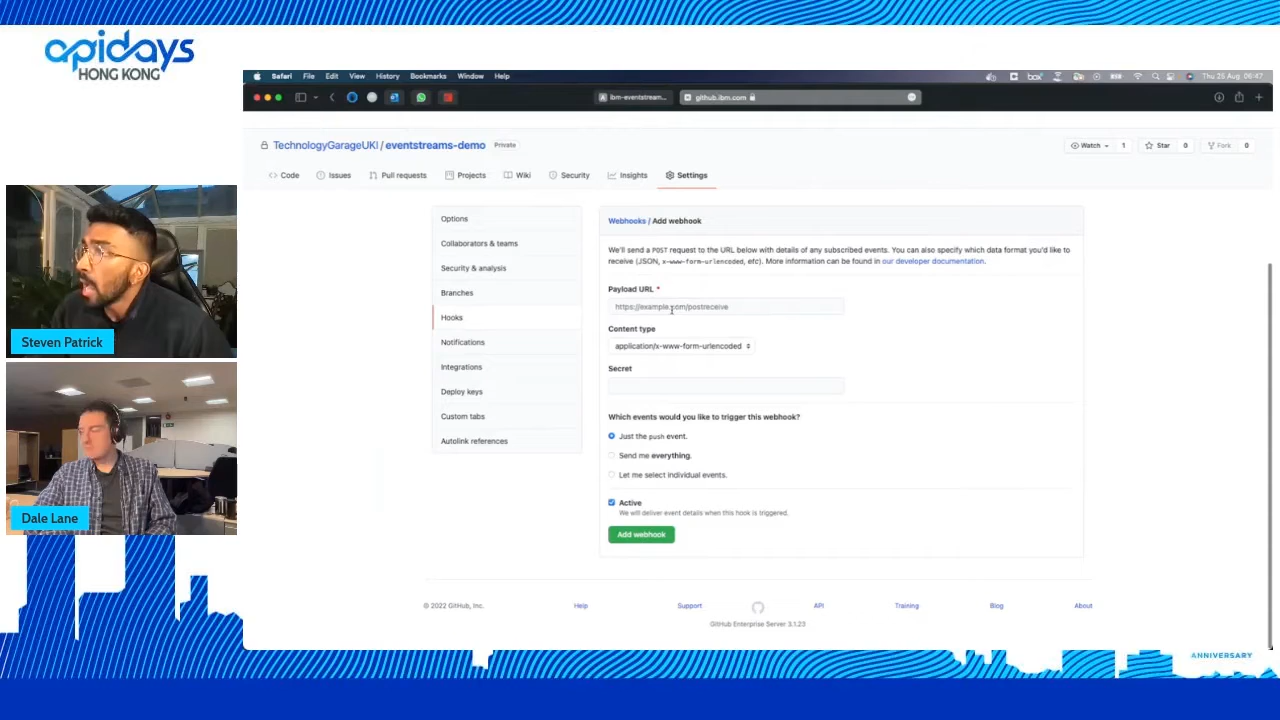 apidays
HONG KONG
Safari File Edit View History Bookmarks Window Help
box
Thu 25 Aug 06:47
ibm-eventstream...
github.ibm.com
TechnologyGarageUKI / eventstreams-demo Private
Watch 1 Star 0 Fork 0
Code Issues Pull requests Projects Wiki Security Insights Settings
Options
Collaborators & teams
Security & analysis
Branches
Hooks
Notifications
Integrations
Deploy keys
Custom tabs
Autolink references
Webhooks / Add webhook
We'll send a POST request to the URL below with details of any subscribed events. You can also specify which data format you'd like to
receive (JSON, x-www-form-urlencoded, etc). More information can be found in our developer documentation.
Payload URL *
https://example.com/postreceive
Content type
application/x-www-form-urlencoded
Secret
Which events would you like to trigger this webhook?
Just the push event.
Send me everything.
Let me select individual events.
Active
We will deliver event details when this hook is triggered.
Add webhook
© 2022 GitHub, Inc. Help Support API Training Blog About
GitHub Enterprise Server 3.1.23
Steven Patrick
Dale Lane
ANNIVERSARY